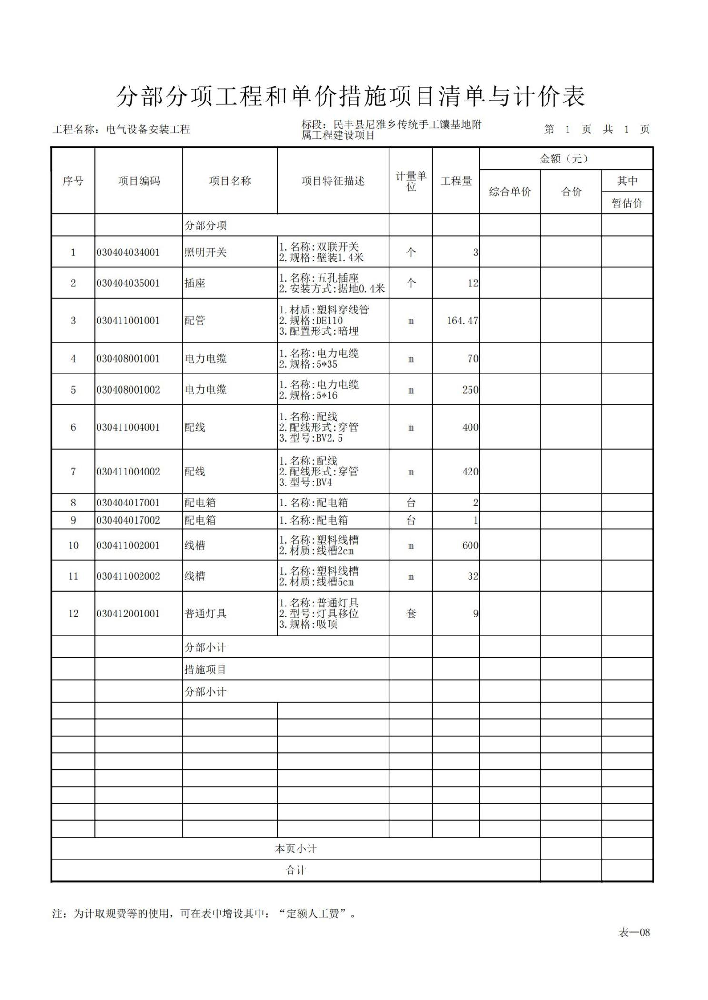 分部分项工程和单价措施项目清单与计价表
工程名称：电气设备安装工程
标段：民丰县尼雅乡传统手工馕基地附
属工程建设项目
第 1 页 共 1 页
序号 项目编码 项目名称 项目特征描述 计量单
位 工程量 金额（元）
综合单价 合价 其中
暂估价
分部分项
1 030404034001 照明开关 1.名称:双联开关
2.规格:壁装1.4米 个 3
2 030404035001 插座 1.名称:五孔插座
2.安装方式:据地0.4米 个 12
3 030411001001 配管 1.材质:塑料穿线管
2.规格:DE110
3.配置形式:暗埋 m 164.47
4 030408001001 电力电缆 1.名称:电力电缆
2.规格:5*35 m 70
5 030408001002 电力电缆 1.名称:电力电缆
2.规格:5*16 m 250
6 030411004001 配线 1.名称:配线
2.配线形式:穿管
3.型号:BV2.5 m 400
7 030411004002 配线 1.名称:配线
2.配线形式:穿管
3.型号:BV4 m 420
8 030404017001 配电箱 1.名称:配电箱 台 2
9 030404017002 配电箱 1.名称:配电箱 台 1
10 030411002001 线槽 1.名称:塑料线槽
2.材质:线槽2cm m 600
11 030411002002 线槽 1.名称:塑料线槽
2.材质:线槽5cm m 32
12 030412001001 普通灯具 1.名称:普通灯具
2.型号:灯具移位
3.规格:吸顶 套 9
分部小计
措施项目
分部小计
本页小计
合计
注：为计取规费等的使用，可在表中增设其中：“定额人工费”。
表—08